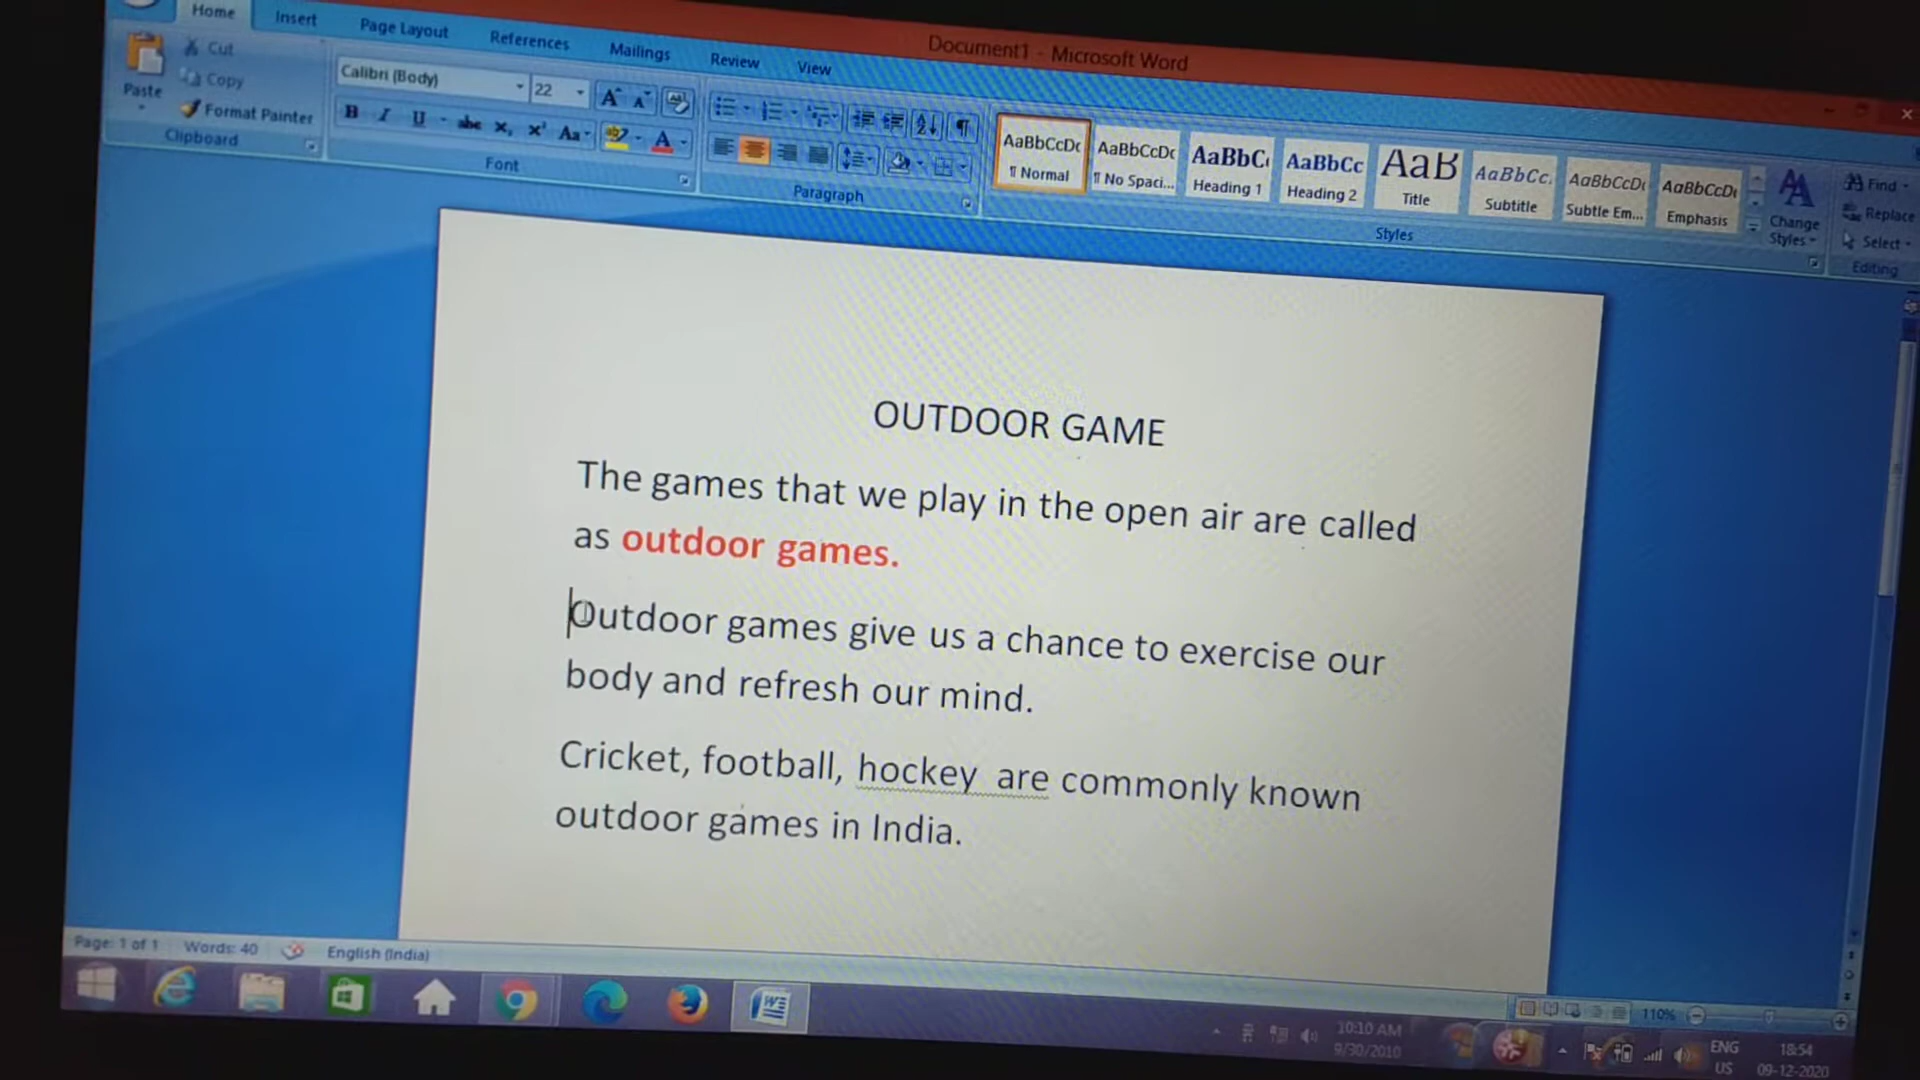 Document1 - Microsoft Word
Home Insert Page Layout References Mailings Review View
Cut
Copy
Paste
Format Painter
Clipboard
Calibri (Body) 22
B I U abc x, x² Aa A
Font
Paragraph
AaBbCcDc AaBbCcDc AaBbC AaBbCc AaB AaBbCc. AaBbCcDc AaBbCcDc
¶ Normal ¶ No Spaci... Heading 1 Heading 2 Title Subtitle Subtle Em... Emphasis
Styles
Change
Styles
Find
Replace
Select
Editing
OUTDOOR GAME
The games that we play in the open air are called
as outdoor games.
Outdoor games give us a chance to exercise our
body and refresh our mind.
Cricket, football, hockey are commonly known
outdoor games in India.
Page: 1 of 1 Words: 40 English (India)
110%
10:10 AM
9/30/2010
ENG
US
18:54
09-12-2020